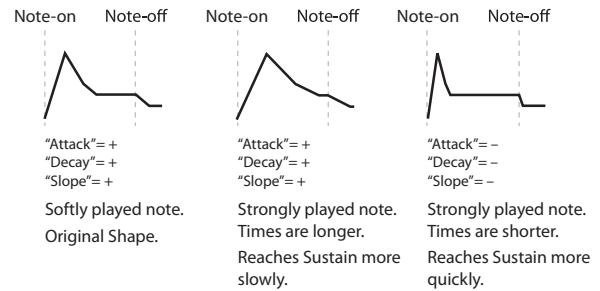 Note-on Note-off Note-on Note-off Note-on Note-off
“Attack”= +
“Decay”= +
“Slope”= +
Softly played note.
Original Shape.
“Attack”= +
“Decay”= +
“Slope”= +
Strongly played note.
Times are longer.
Reaches Sustain more
slowly.
“Attack”= –
“Decay”= –
“Slope”= –
Strongly played note.
Times are shorter.
Reaches Sustain more
quickly.